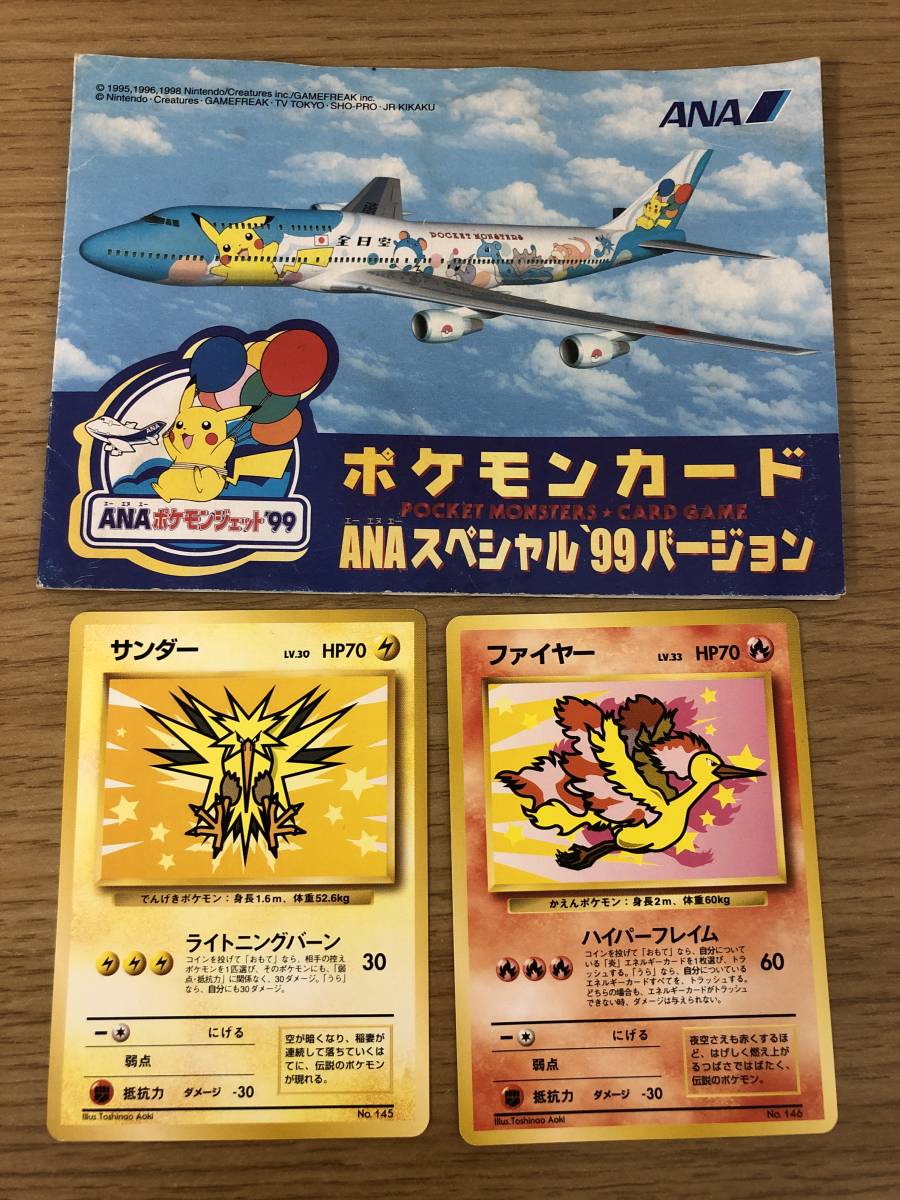 © 1995,1996,1998 Nintendo/Creatures inc./GAMEFREAK inc.
© Nintendo・Creatures・GAMEFREAK・TV TOKYO・SHO-PRO・JR KIKAKU
ANA
POCKET MONSTERS
全日空
ANA
エー エヌ エー
ANAポケモンジェット'99
ポケモンカード
POCKET MONSTERS★CARD GAME
エー エヌ エー
ANAスペシャル'99バージョン
サンダー LV.30 HP70
でんげきポケモン：身長1.6m、体重52.6kg
ライトニングバーン
コインを投げて「おもて」なら、相手の控え
ポケモンを1匹選び、そのポケモンにも、「弱
点・抵抗力」に関係なく、30ダメージ。「うら」
なら、自分にも30ダメージ。
30
にげる
弱点
抵抗力 ダメージ -30
空が暗くなり、稲妻が
連続して落ちていくは
てに、伝説のポケモン
が現れる。
Illus.Toshinao Aoki
No. 145
ファイヤー LV.33 HP70
かえんポケモン：身長2m、体重60kg
ハイパーフレイム
コインを投げて「おもて」なら、自分についている
「炎」エネルギーカードを1枚選び、トラ
ッシュする。「うら」なら、自分についている
エネルギーカードすべてを、トラッシュする。
どちらの場合も、エネルギーカードがトラッシュ
できない時、ダメージは与えられない。
60
にげる
弱点
抵抗力 ダメージ -30
夜空さえも赤くするほ
ど、はげしく燃え上が
るつばさではばたく、
伝説のポケモン。
Illus.Toshinao Aoki
No. 146